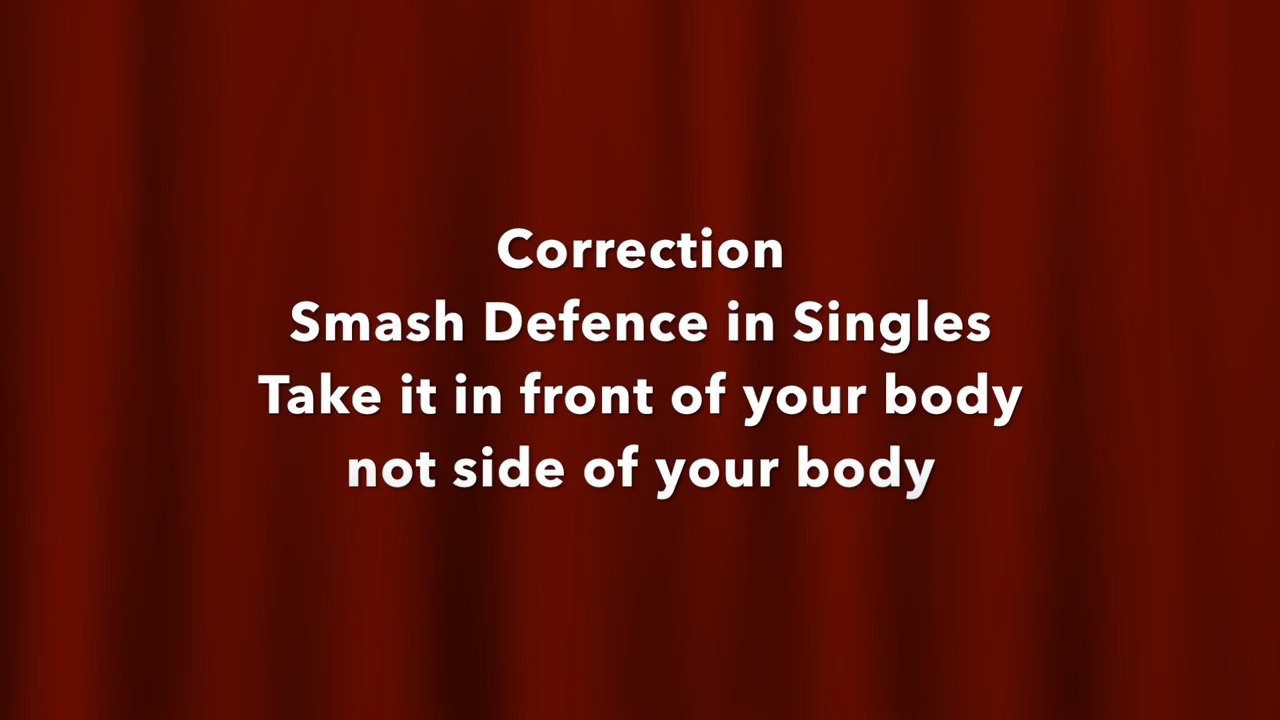 Correction
Smash Defence in Singles
Take it in front of your body
not side of your body